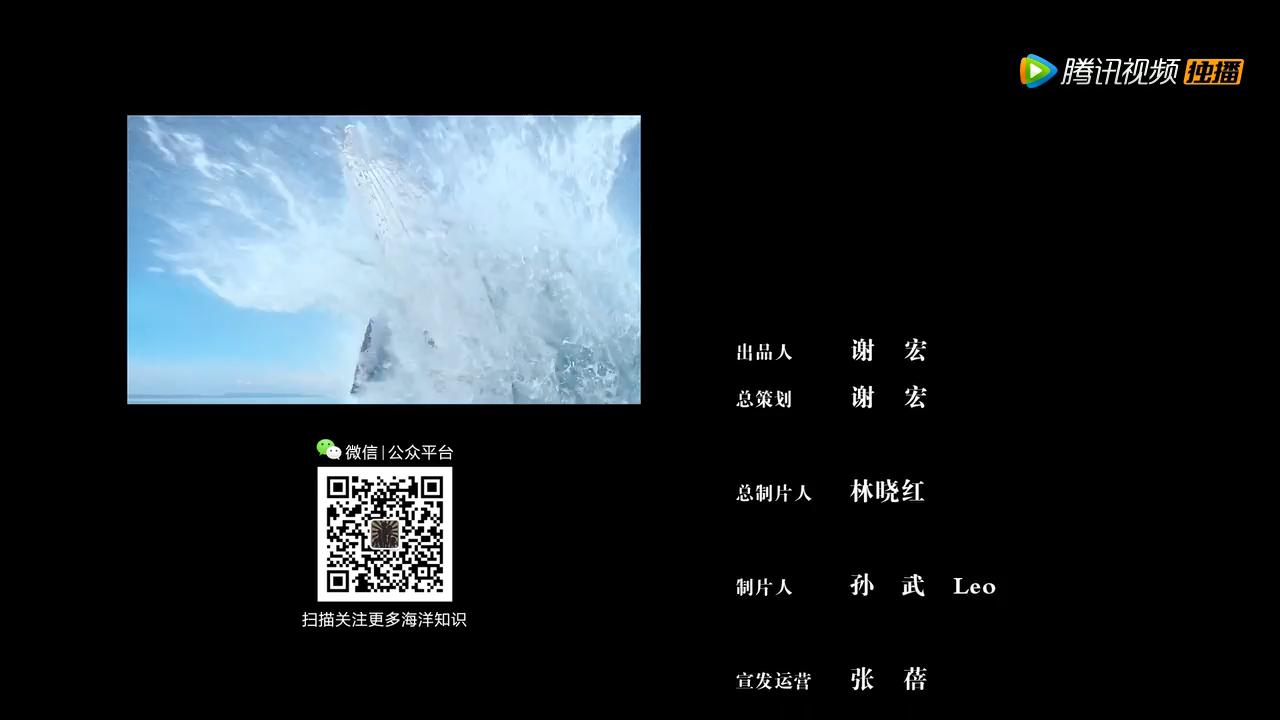 腾讯视频 独播
出品人 谢 宏
总策划 谢 宏
微信|公众平台
总制片人 林晓红
制片人 孙 武 Leo
扫描关注更多海洋知识
宣发运营 张 蓓